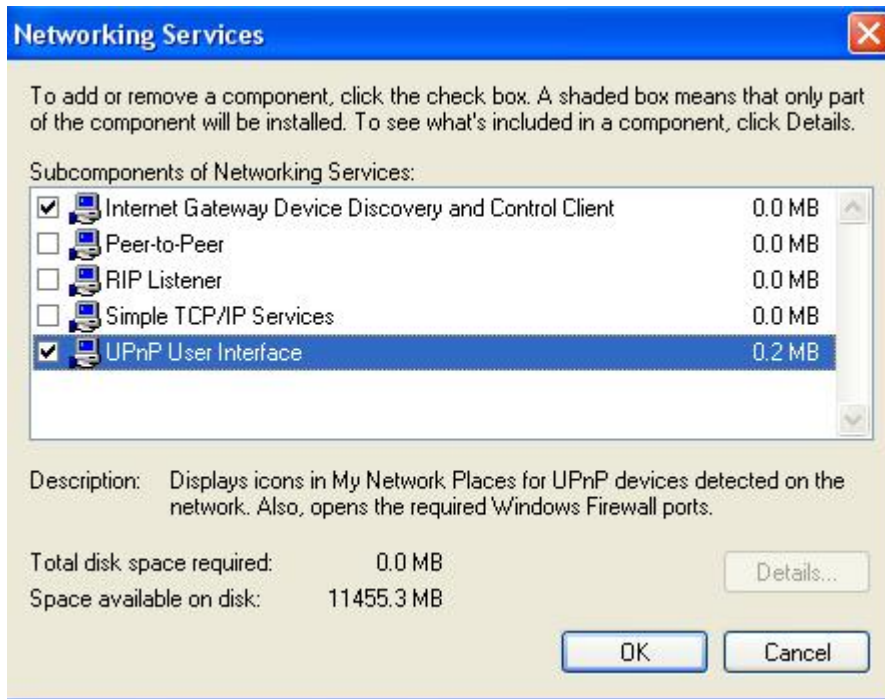 Networking Services
To add or remove a component, click the check box. A shaded box means that only part
of the component will be installed. To see what's included in a component, click Details.
Subcomponents of Networking Services:
Internet Gateway Device Discovery and Control Client 0.0 MB
Peer-to-Peer 0.0 MB
RIP Listener 0.0 MB
Simple TCP/IP Services 0.0 MB
UPnP User Interface 0.2 MB
Description: Displays icons in My Network Places for UPnP devices detected on the
network. Also, opens the required Windows Firewall ports.
Total disk space required: 0.0 MB
Details...
Space available on disk: 11455.3 MB
OK Cancel